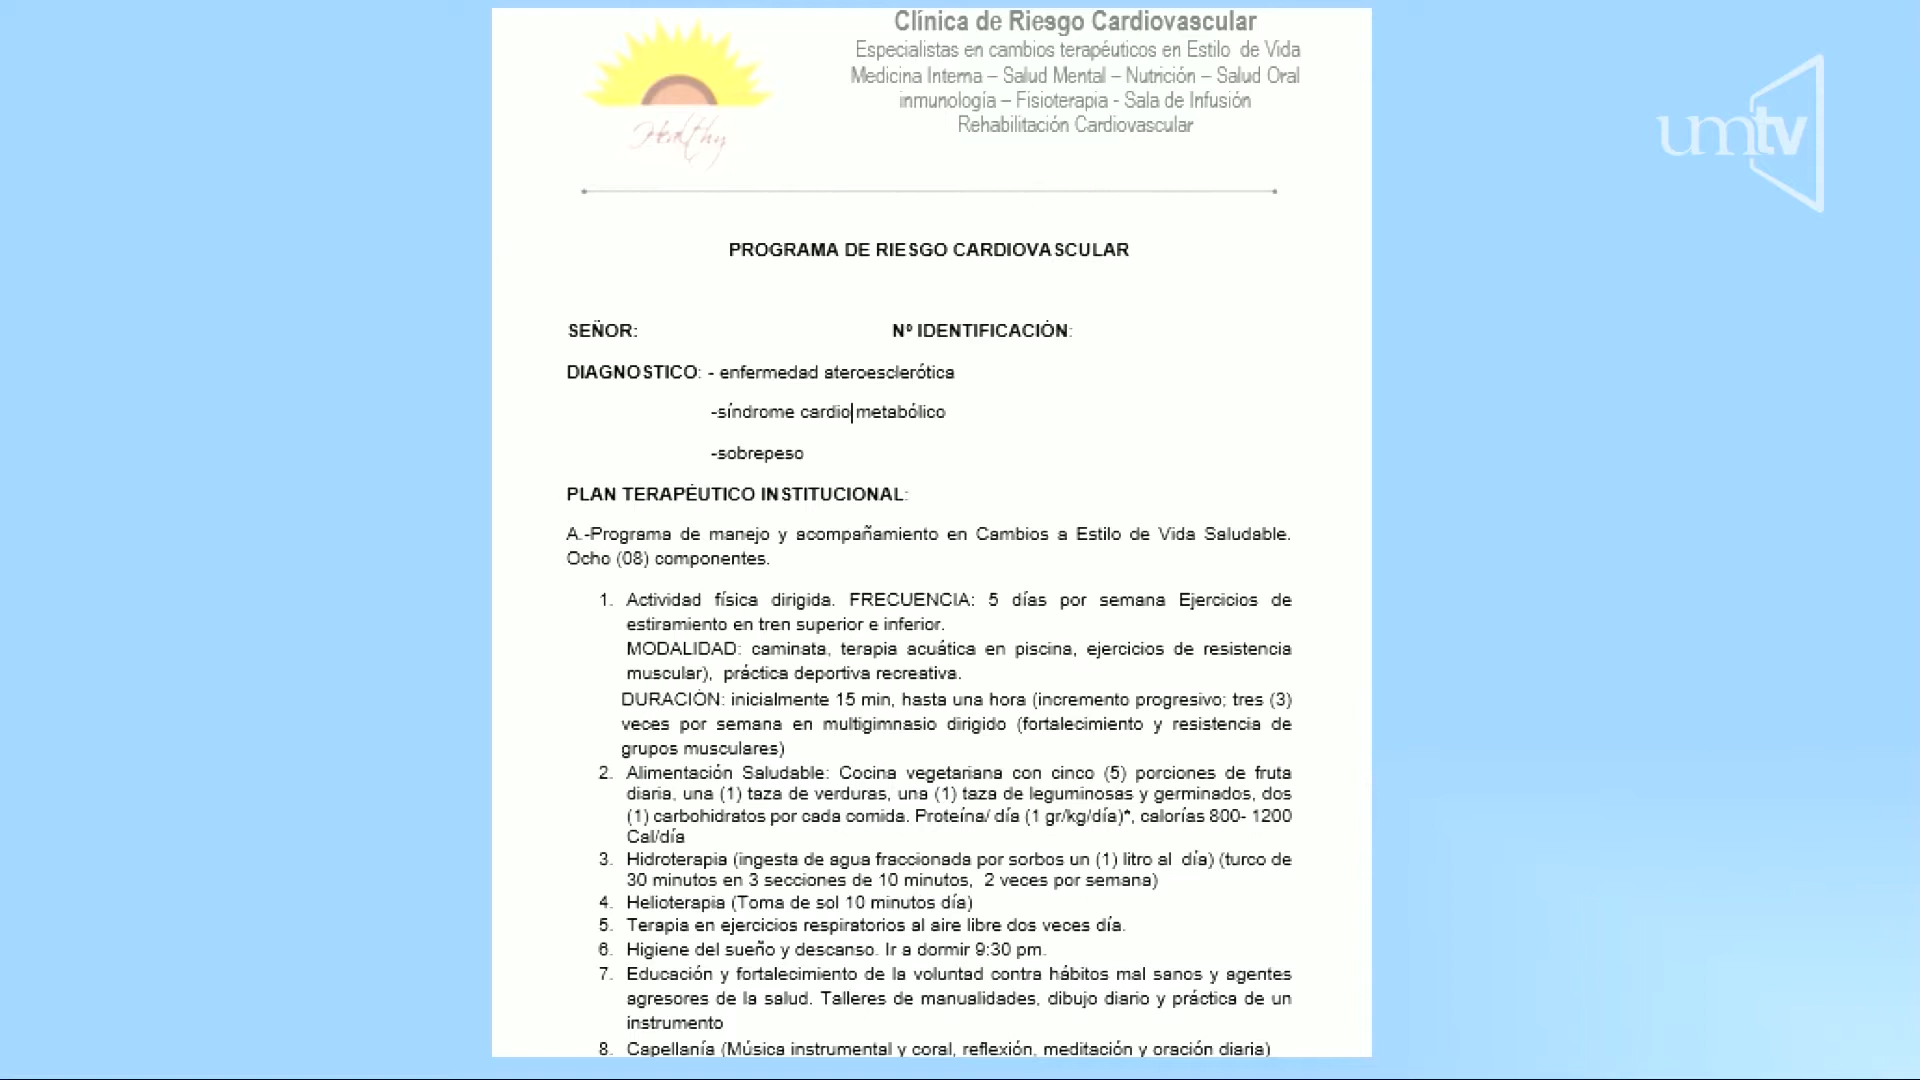 Clínica de Riesgo Cardiovascular
Especialistas en cambios terapéuticos en Estilo de Vida
Medicina Interna – Salud Mental – Nutrición – Salud Oral
inmunología – Fisioterapia - Sala de Infusión
Rehabilitación Cardiovascular
Healthy
umtv
PROGRAMA DE RIESGO CARDIOVASCULAR
SEÑOR: Nº IDENTIFICACIÓN:
DIAGNOSTICO: - enfermedad ateroesclerótica
-síndrome cardio metabólico
-sobrepeso
PLAN TERAPÉUTICO INSTITUCIONAL:
A.-Programa de manejo y acompañamiento en Cambios a Estilo de Vida Saludable.
Ocho (08) componentes.
1. Actividad física dirigida. FRECUENCIA: 5 días por semana Ejercicios de
estiramiento en tren superior e inferior.
MODALIDAD: caminata, terapia acuática en piscina, ejercicios de resistencia
muscular), práctica deportiva recreativa.
DURACIÓN: inicialmente 15 min, hasta una hora (incremento progresivo; tres (3)
veces por semana en multigimnasio dirigido (fortalecimiento y resistencia de
grupos musculares)
2. Alimentación Saludable: Cocina vegetariana con cinco (5) porciones de fruta
diaria, una (1) taza de verduras, una (1) taza de leguminosas y germinados, dos
(1) carbohidratos por cada comida. Proteína/ día (1 gr/kg/día)*, calorías 800- 1200
Cal/día
3. Hidroterapia (ingesta de agua fraccionada por sorbos un (1) litro al día) (turco de
30 minutos en 3 secciones de 10 minutos, 2 veces por semana)
4. Helioterapia (Toma de sol 10 minutos día)
5. Terapia en ejercicios respiratorios al aire libre dos veces día.
6. Higiene del sueño y descanso. Ir a dormir 9:30 pm.
7. Educación y fortalecimiento de la voluntad contra hábitos mal sanos y agentes
agresores de la salud. Talleres de manualidades, dibujo diario y práctica de un
instrumento
8. Capellanía (Música instrumental y coral, reflexión, meditación y oración diaria)